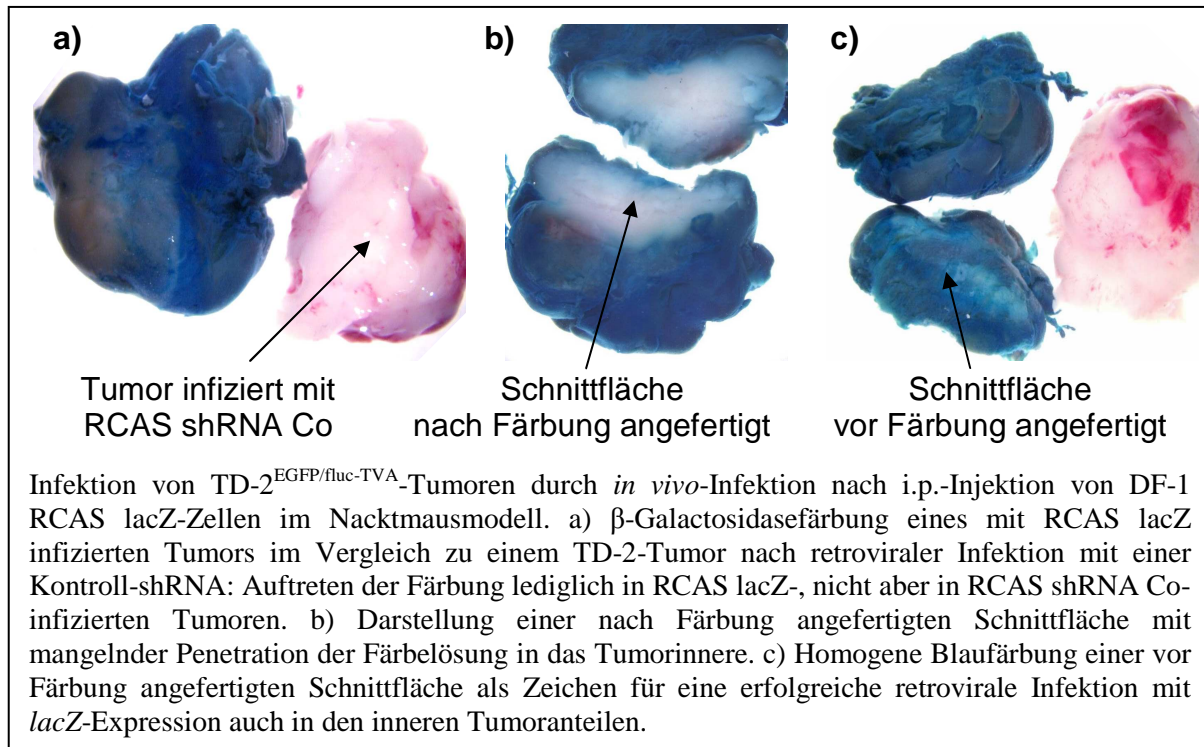 a)
b)
c)
Tumor infiziert mit
RCAS shRNA Co
Schnittfläche
nach Färbung angefertigt
Schnittfläche
vor Färbung angefertigt
Infektion von TD-2EGFP/fluc-TVA-Tumoren durch in vivo-Infektion nach i.p.-Injektion von DF-1
RCAS lacZ-Zellen im Nacktmausmodell. a) β-Galactosidasefärbung eines mit RCAS lacZ
infizierten Tumors im Vergleich zu einem TD-2-Tumor nach retroviraler Infektion mit einer
Kontroll-shRNA: Auftreten der Färbung lediglich in RCAS lacZ-, nicht aber in RCAS shRNA Co-
infizierten Tumoren. b) Darstellung einer nach Färbung angefertigten Schnittfläche mit
mangelnder Penetration der Färbelösung in das Tumorinnere. c) Homogene Blaufärbung einer vor
Färbung angefertigten Schnittfläche als Zeichen für eine erfolgreiche retrovirale Infektion mit
lacZ-Expression auch in den inneren Tumoranteilen.